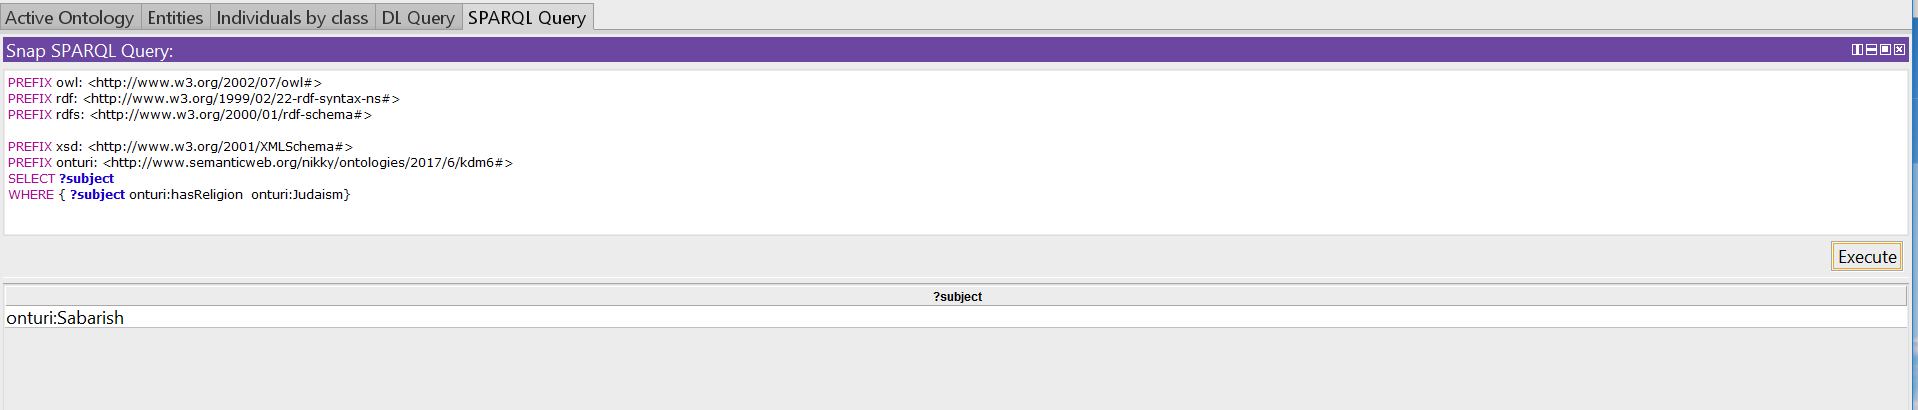 Active Ontology Entities Individuals by class DL Query SPARQL Query
Snap SPARQL Query:
PREFIX owl: <http://www.w3.org/2002/07/owl#>
PREFIX rdf: <http://www.w3.org/1999/02/22-rdf-syntax-ns#>
PREFIX rdfs: <http://www.w3.org/2000/01/rdf-schema#>
PREFIX xsd: <http://www.w3.org/2001/XMLSchema#>
PREFIX onturi: <http://www.semanticweb.org/nikky/ontologies/2017/6/kdm6#>
SELECT ?subject
WHERE { ?subject onturi:hasReligion  onturi:Judaism}
Execute
?subject
onturi:Sabarish